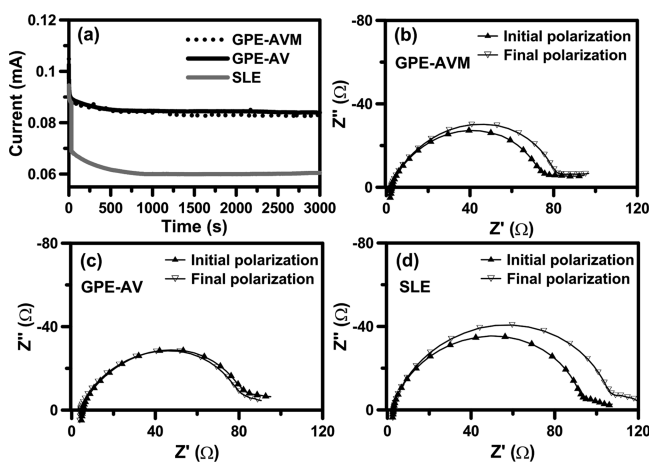 (a)
GPE-AVM
GPE-AV
SLE
Current (mA)
0.1
0.08
0.06
0 500 1000 1500 2000 2500 3000
Time (s)
(b)
Initial polarization
Final polarization
GPE-AVM
Z'' (Ω)
-80
-40
0
0 40 80 120
Z' (Ω)
(c)
Initial polarization
Final polarization
GPE-AV
Z'' (Ω)
-80
-40
0
0 40 80 120
Z' (Ω)
(d)
Initial polarization
Final polarization
SLE
Z'' (Ω)
-80
-40
0
0 40 80 120
Z' (Ω)